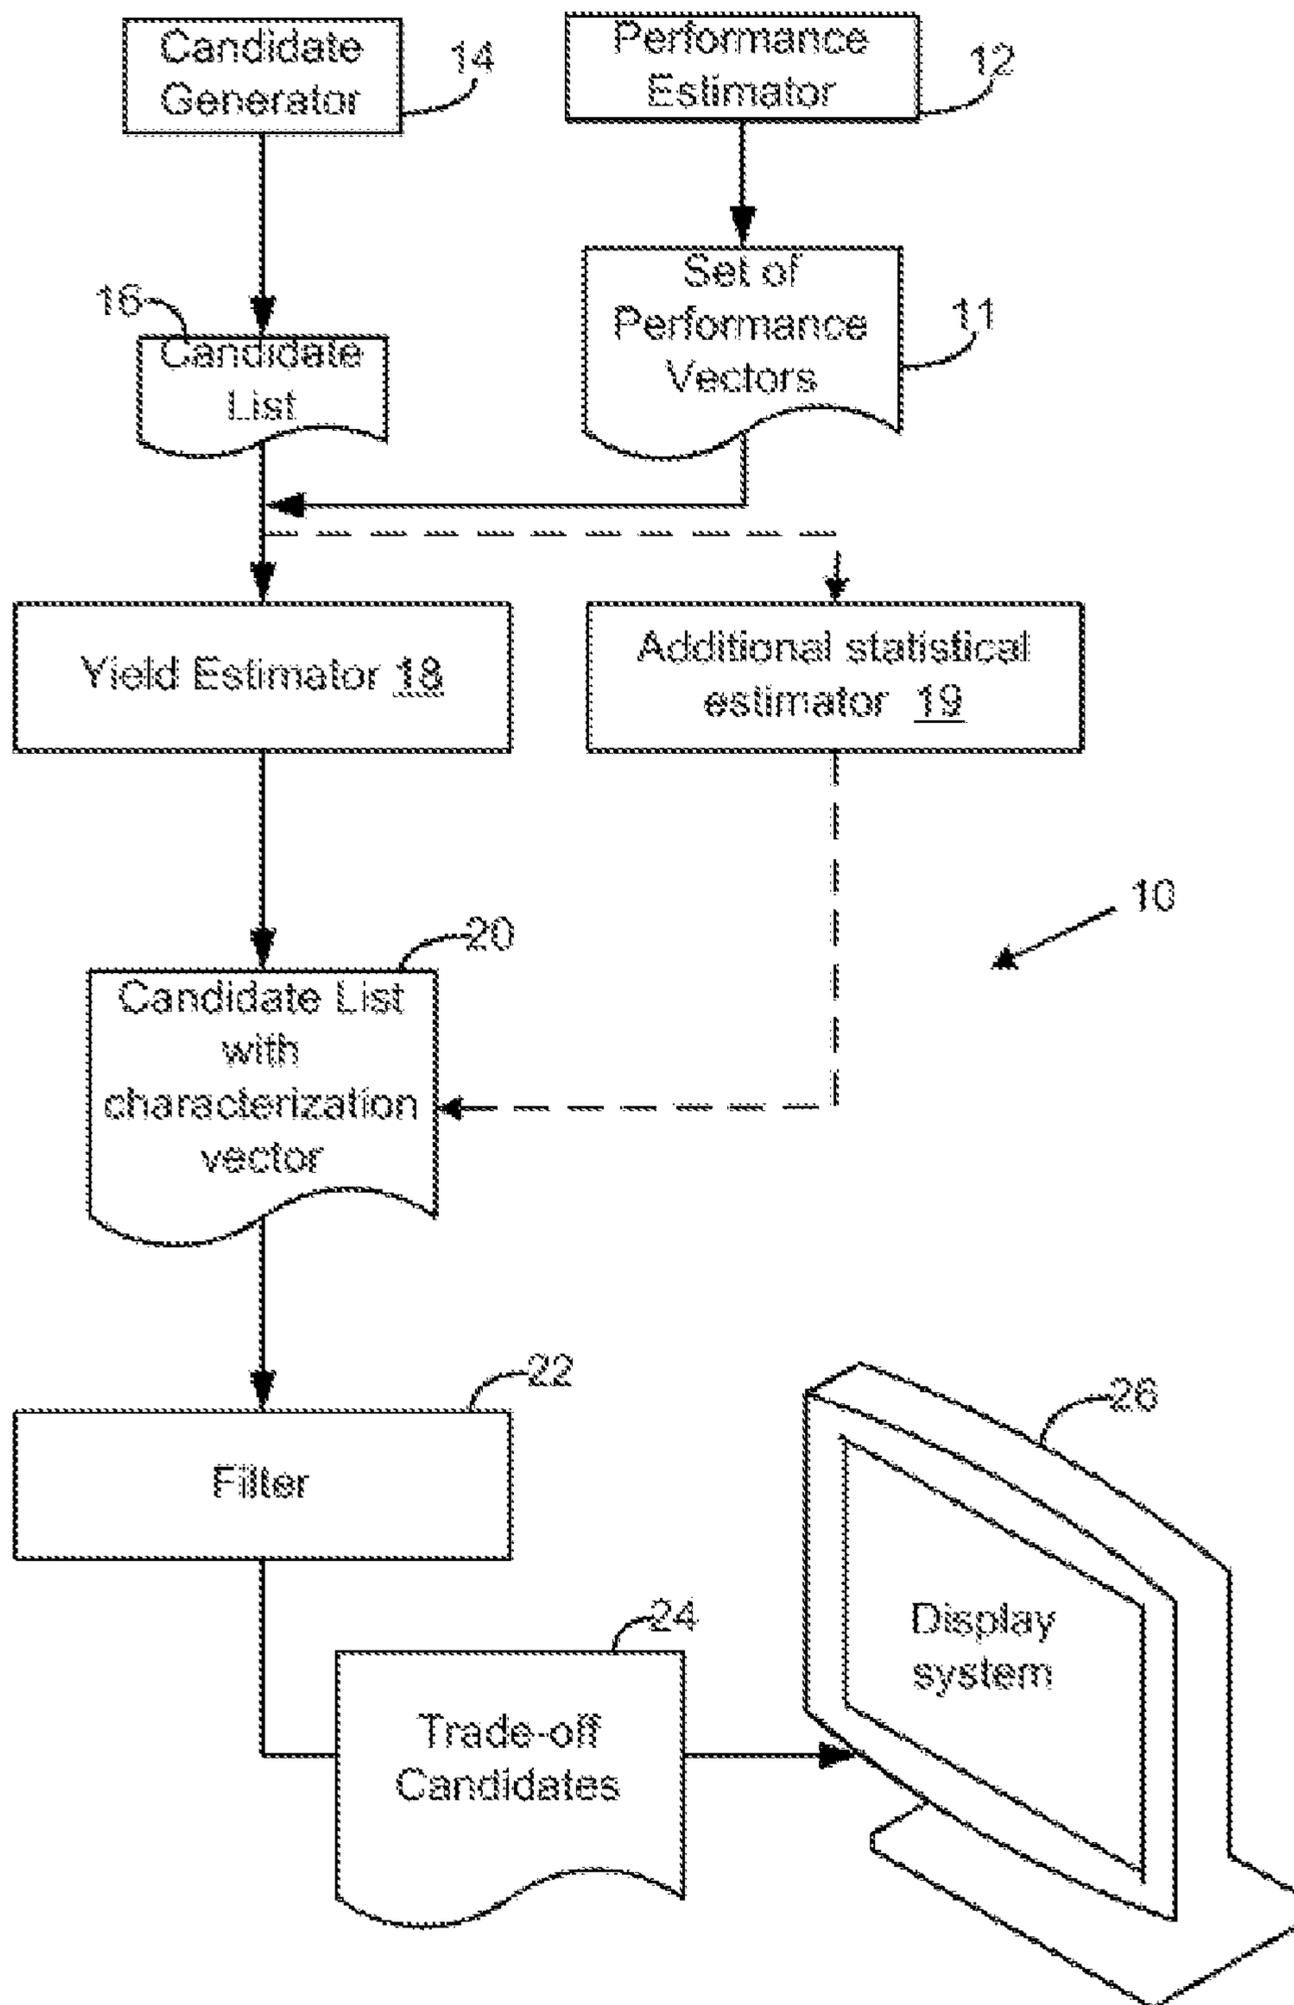 Candidate
Generator
14
Performance
Estimator
12
16
Candidate
List
Set of
Performance
Vectors
11
Yield Estimator 18
Additional statistical
estimator 19
10
20
Candidate List
with
characterization
vector
22
Filter
26
Display
system
24
Trade-off
Candidates